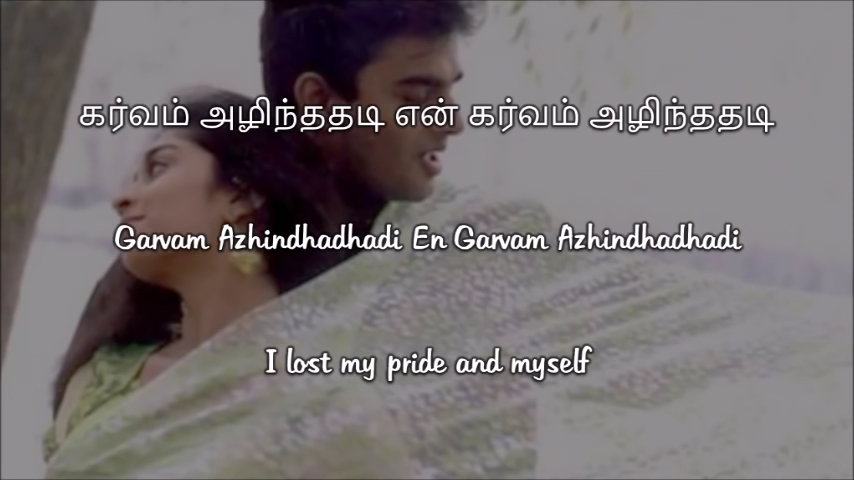 கர்வம் அழிந்ததடி என் கர்வம் அழிந்ததடி
Garvam Azhindhadhadi En Garvam Azhindhadhadi
I lost my pride and myself